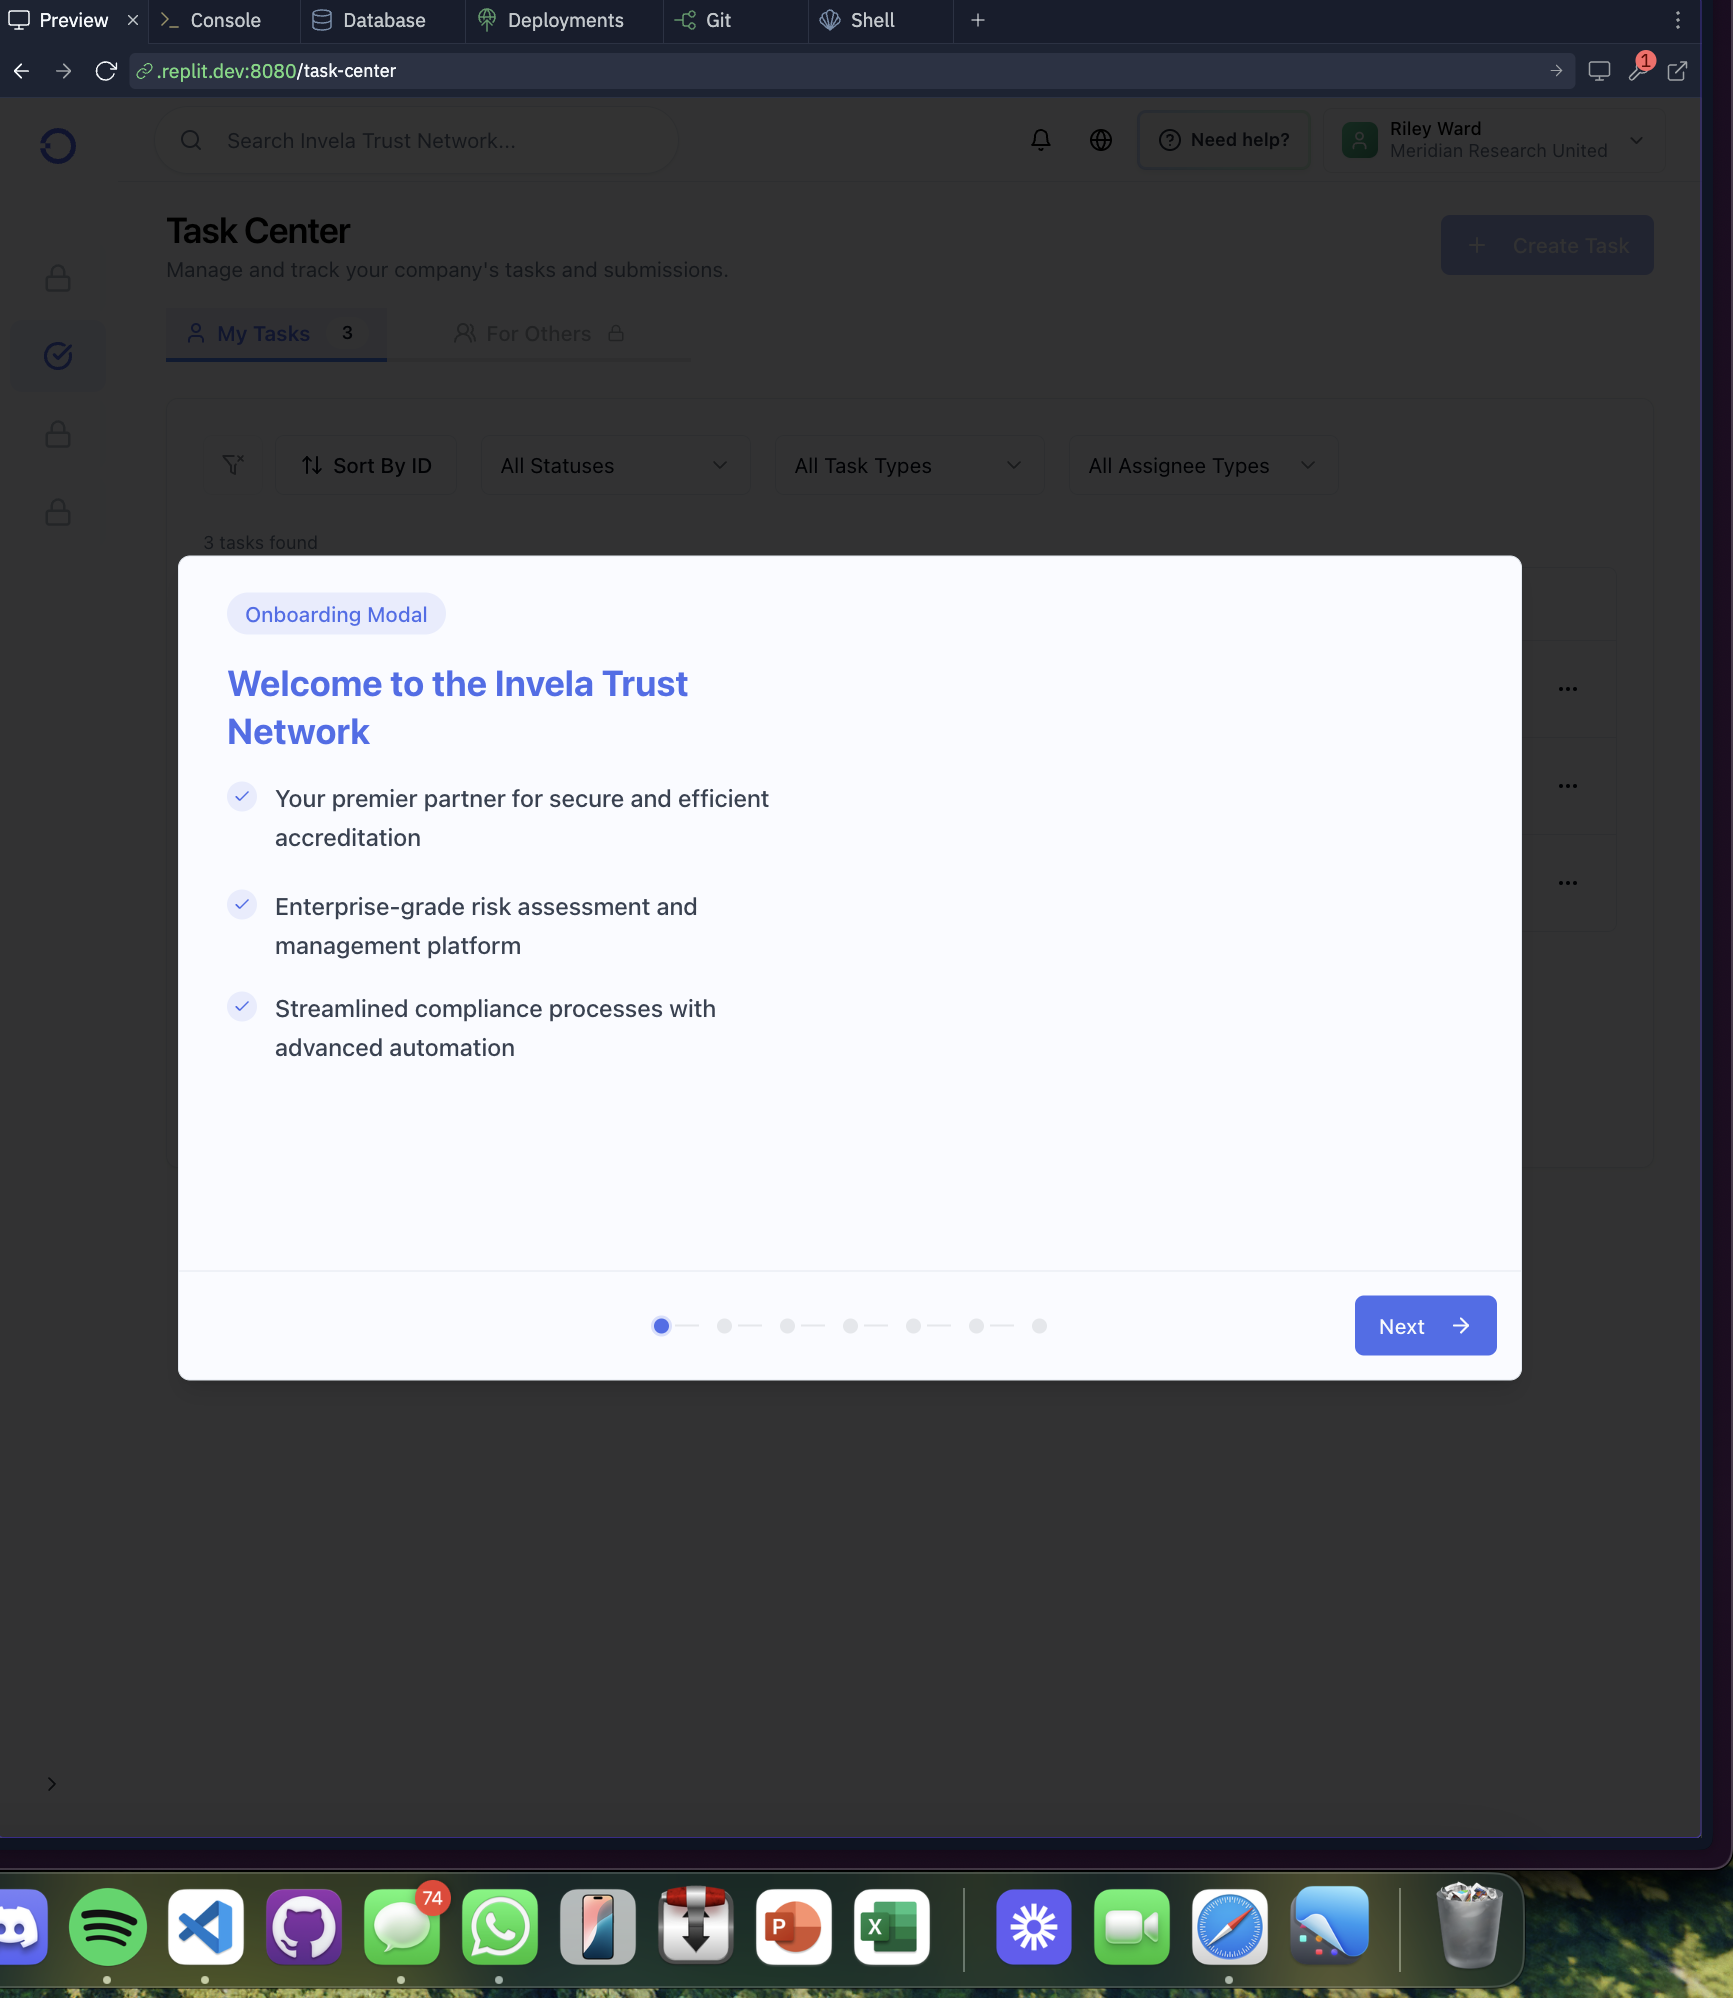 Preview
Console
Database
Deployments
Git
Shell
.replit.dev:8080/task-center
1
Search Invela Trust Network...
Need help?
Riley Ward
Meridian Research United
Task Center
Manage and track your company's tasks and submissions.
Create Task
My Tasks
3
For Others
Sort By ID
All Statuses
All Task Types
All Assignee Types
3 tasks found
Onboarding Modal
Welcome to the Invela Trust
Network
Your premier partner for secure and efficient
accreditation
Enterprise-grade risk assessment and
management platform
Streamlined compliance processes with
advanced automation
Next
74
P
X